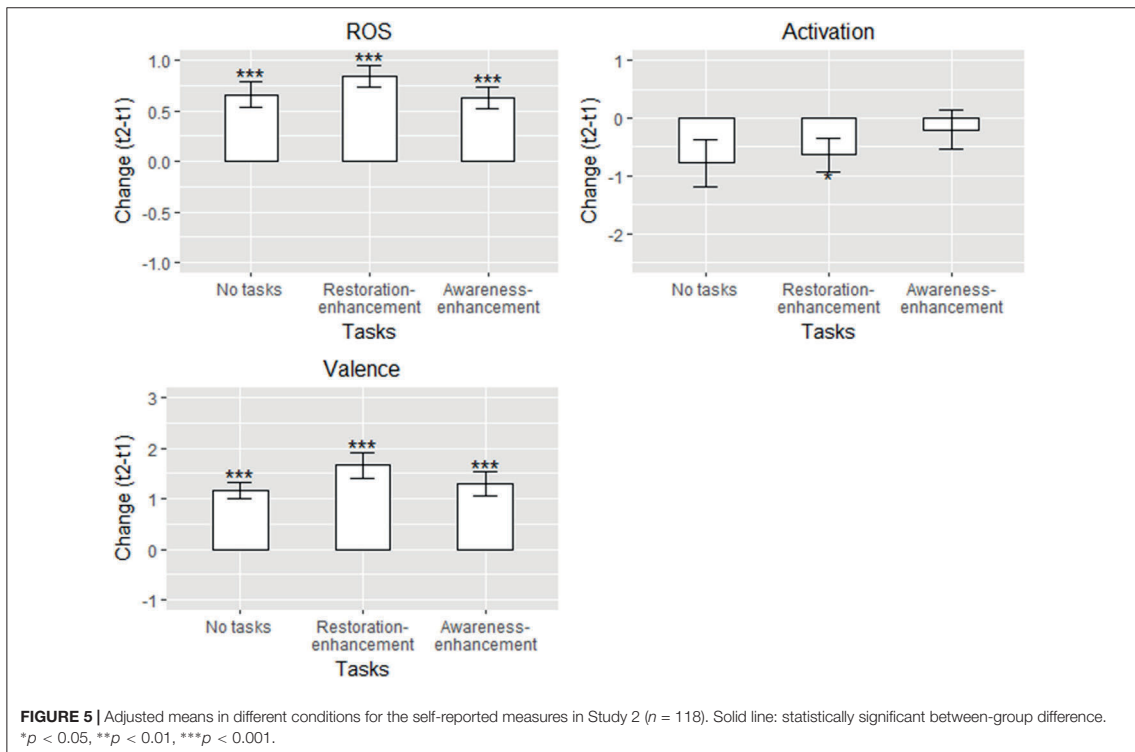 ROS
Change (t2-t1)
1.0
0.5
0.0
-0.5
-1.0
***
***
***
No tasks
Restoration-
enhancement
Awareness-
enhancement
Tasks
Activation
Change (t2-t1)
1
0
-1
-2
*
No tasks
Restoration-
enhancement
Awareness-
enhancement
Tasks
Valence
Change (t2-t1)
3
2
1
0
-1
***
***
***
No tasks
Restoration-
enhancement
Awareness-
enhancement
Tasks
FIGURE 5 | Adjusted means in different conditions for the self-reported measures in Study 2 (n = 118). Solid line: statistically significant between-group difference.
*p < 0.05, **p < 0.01, ***p < 0.001.